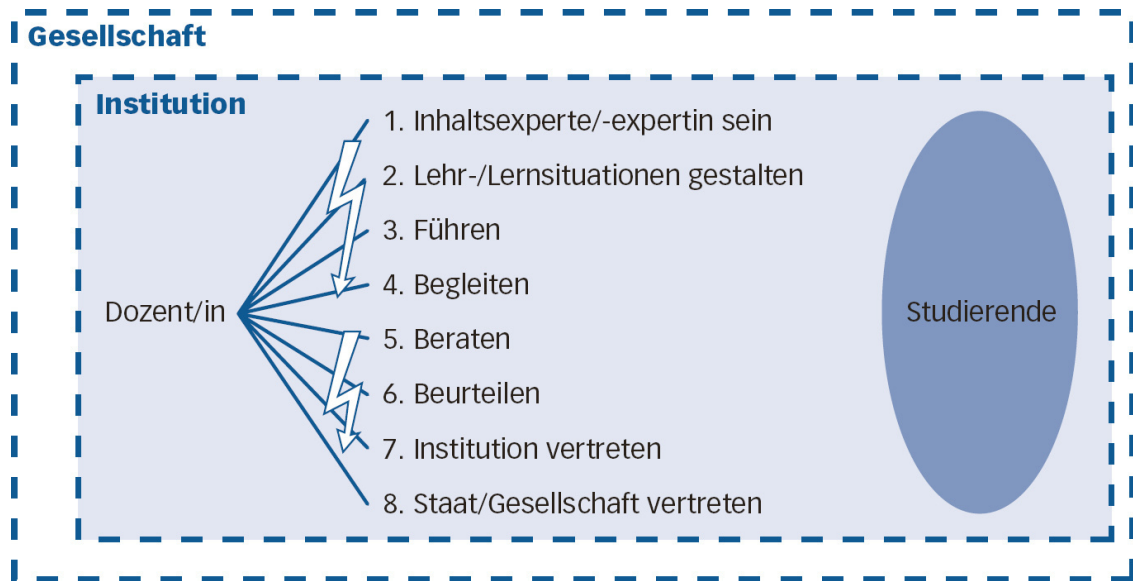 Gesellschaft
Institution
1. Inhaltsexperte/-expertin sein
2. Lehr-/Lernsituationen gestalten
3. Führen
4. Begleiten
Dozent/in
5. Beraten
6. Beurteilen
7. Institution vertreten
8. Staat/Gesellschaft vertreten
Studierende